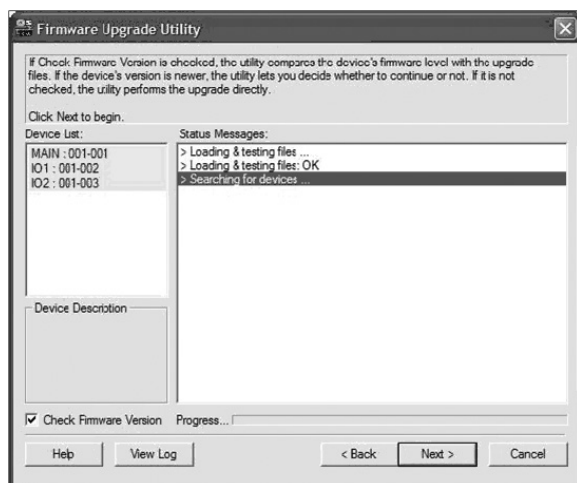 Firmware Upgrade Utility
If Check Firmware Version is checked, the utility compares the device's firmware level with the upgrade
files. If the device's version is newer, the utility lets you decide whether to continue or not. If it is not
checked, the utility performs the upgrade directly.
Click Next to begin.
Device List:
MAIN : 001-001
IO1 : 001-002
IO2 : 001-003
Status Messages:
> Loading & testing files ...
> Loading & testing files: OK
> Searching for devices ...
Device Description
Check Firmware Version
Progress...
Help
View Log
< Back
Next >
Cancel